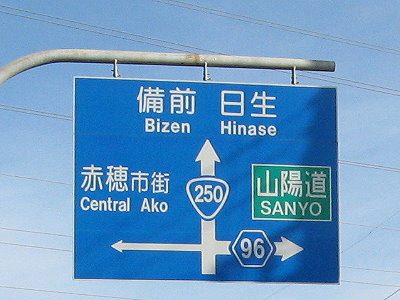 備前 日生
Bizen Hinase
赤穂市街
Central Ako
250
山陽道
SANYO
96